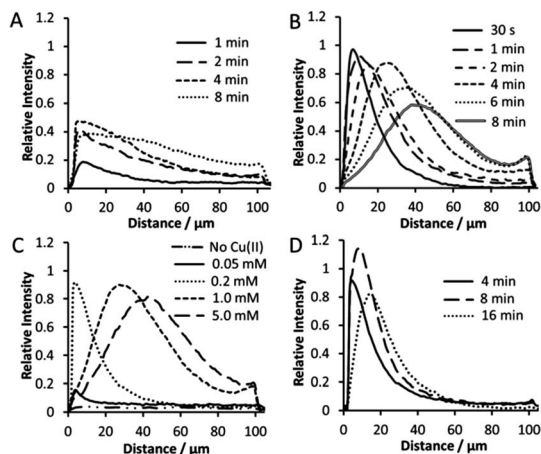 A
1.2
1
0.8
0.6
0.4
0.2
0
Relative Intensity
1 min
2 min
4 min
8 min
0 20 40 60 80 100
Distance / μm
B
1.2
1
0.8
0.6
0.4
0.2
0
Relative Intensity
30 s
1 min
2 min
4 min
6 min
8 min
0 20 40 60 80 100
Distance / μm
C
1.2
1
0.8
0.6
0.4
0.2
0
Relative Intensity
No Cu(II)
0.05 mM
0.2 mM
1.0 mM
5.0 mM
0 20 40 60 80 100
Distance / μm
D
1.2
1
0.8
0.6
0.4
0.2
0
Relative Intensity
4 min
8 min
16 min
0 20 40 60 80 100
Distance / μm